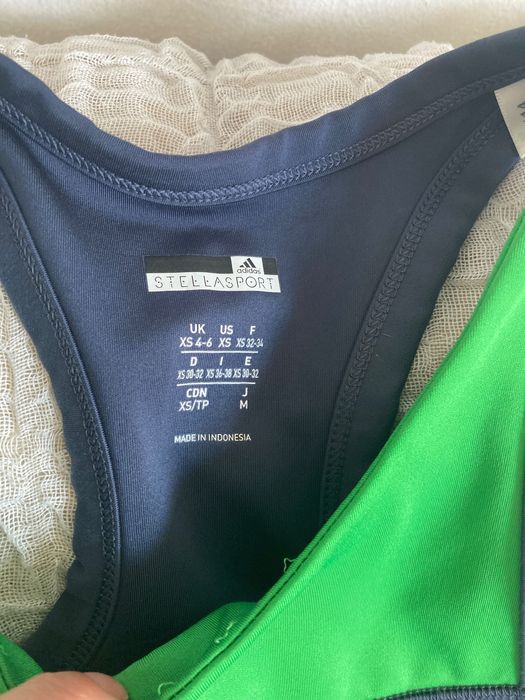 adidas
STELLASPORT
UK US F
XS 4-6 XS XS 32-34
D I E
XS 30-32 XS 36-38 XS 30-32
CDN J
XS/TP M
MADE IN INDONESIA